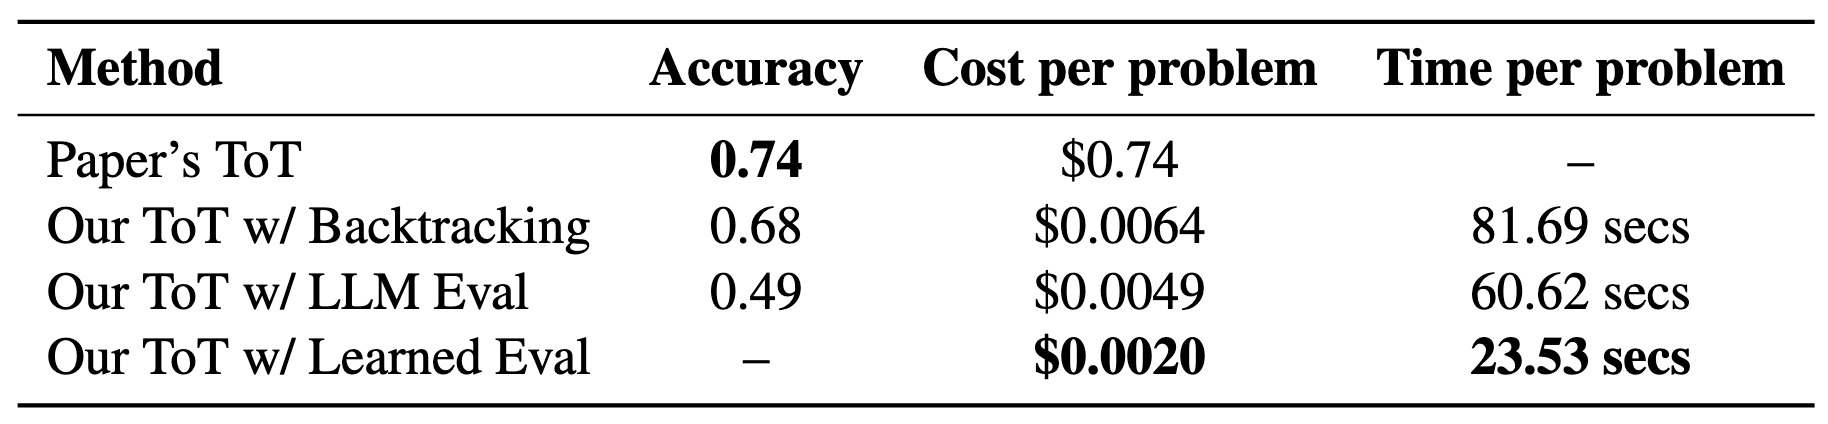 Method Accuracy Cost per problem Time per problem
Paper’s ToT 0.74 $0.74 –
Our ToT w/ Backtracking 0.68 $0.0064 81.69 secs
Our ToT w/ LLM Eval 0.49 $0.0049 60.62 secs
Our ToT w/ Learned Eval – $0.0020 23.53 secs